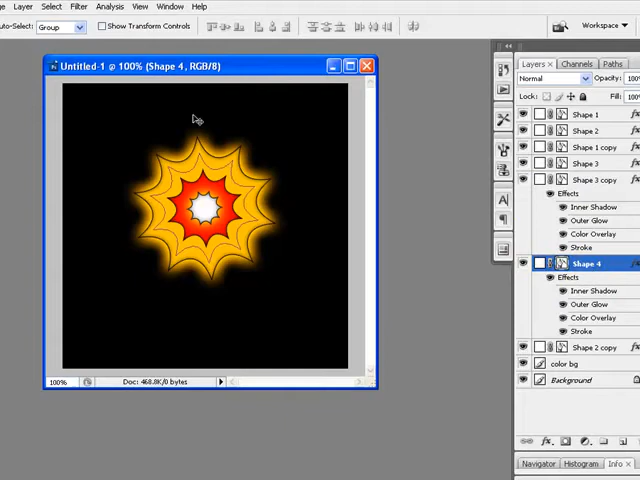 Layer Select Filter Analysis View Window Help
Auto-Select: Group Show Transform Controls Workspace
Untitled-1 @ 100% (Shape 4, RGB/8)
Layers Channels Paths
Normal Opacity: 100%
Lock: Fill: 100%
Shape 1
Shape 2
Shape 1 copy
Shape 3
Shape 3 copy
Effects
Inner Shadow
Outer Glow
Color Overlay
Stroke
Shape 4
Effects
Inner Shadow
Outer Glow
Color Overlay
Stroke
Shape 2 copy
color bg
Background
100% Doc: 468.8K/0 bytes
Navigator Histogram Info